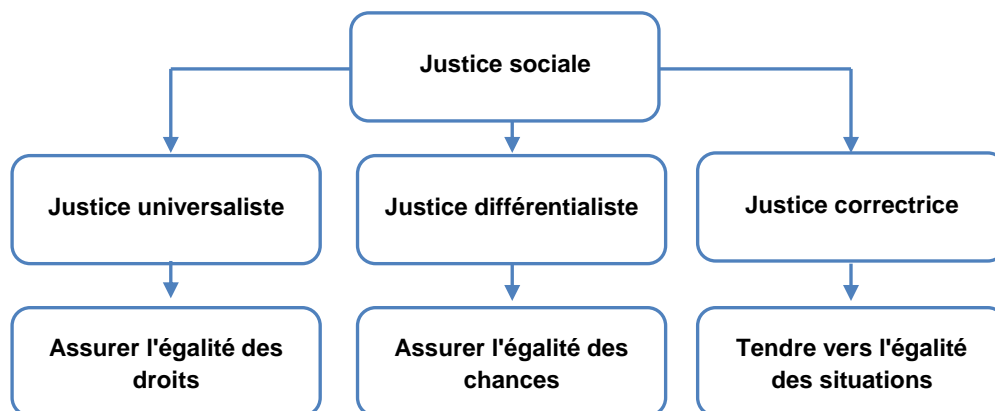 Justice sociale
Justice universaliste
Justice différentialiste
Justice correctrice
Assurer l'égalité des
droits
Assurer l'égalité des
chances
Tendre vers l'égalité
des situations